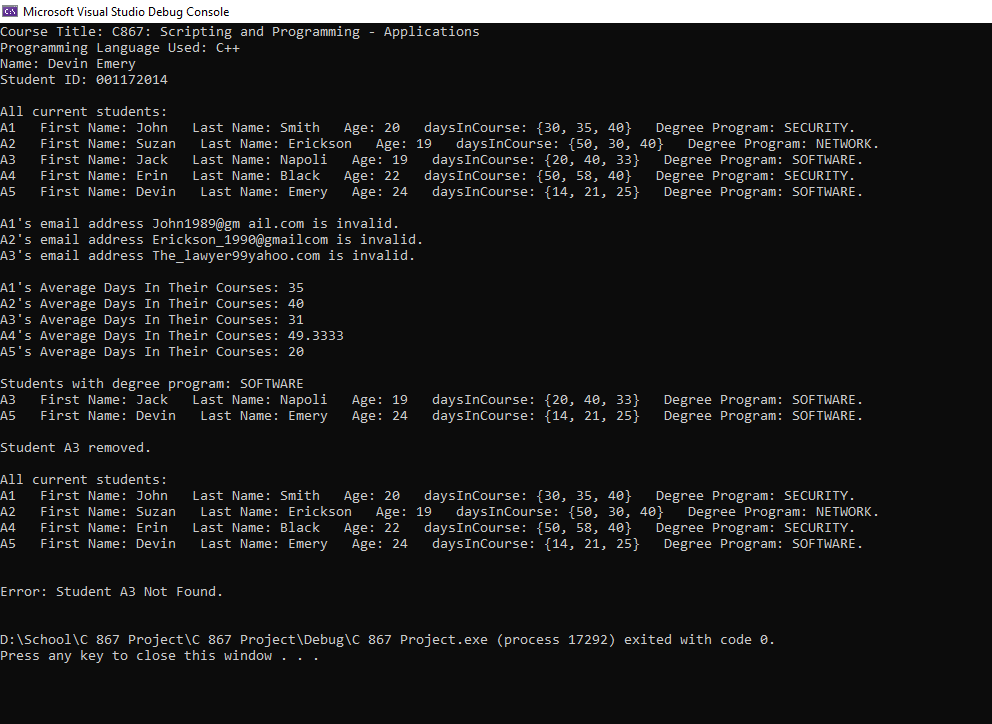 Microsoft Visual Studio Debug Console
Course Title: C867: Scripting and Programming - Applications
Programming Language Used: C++
Name: Devin Emery
Student ID: 001172014
All current students:
A1   First Name: John   Last Name: Smith   Age: 20   daysInCourse: {30, 35, 40}   Degree Program: SECURITY.
A2   First Name: Suzan   Last Name: Erickson   Age: 19   daysInCourse: {50, 30, 40}   Degree Program: NETWORK.
A3   First Name: Jack   Last Name: Napoli   Age: 19   daysInCourse: {20, 40, 33}   Degree Program: SOFTWARE.
A4   First Name: Erin   Last Name: Black   Age: 22   daysInCourse: {50, 58, 40}   Degree Program: SECURITY.
A5   First Name: Devin   Last Name: Emery   Age: 24   daysInCourse: {14, 21, 25}   Degree Program: SOFTWARE.
A1's email address John1989@gm ail.com is invalid.
A2's email address Erickson_1990@gmailcom is invalid.
A3's email address The_lawyer99yahoo.com is invalid.
A1's Average Days In Their Courses: 35
A2's Average Days In Their Courses: 40
A3's Average Days In Their Courses: 31
A4's Average Days In Their Courses: 49.3333
A5's Average Days In Their Courses: 20
Students with degree program: SOFTWARE
A3   First Name: Jack   Last Name: Napoli   Age: 19   daysInCourse: {20, 40, 33}   Degree Program: SOFTWARE.
A5   First Name: Devin   Last Name: Emery   Age: 24   daysInCourse: {14, 21, 25}   Degree Program: SOFTWARE.
Student A3 removed.
All current students:
A1   First Name: John   Last Name: Smith   Age: 20   daysInCourse: {30, 35, 40}   Degree Program: SECURITY.
A2   First Name: Suzan   Last Name: Erickson   Age: 19   daysInCourse: {50, 30, 40}   Degree Program: NETWORK.
A4   First Name: Erin   Last Name: Black   Age: 22   daysInCourse: {50, 58, 40}   Degree Program: SECURITY.
A5   First Name: Devin   Last Name: Emery   Age: 24   daysInCourse: {14, 21, 25}   Degree Program: SOFTWARE.
Error: Student A3 Not Found.
D:\School\C 867 Project\C 867 Project\Debug\C 867 Project.exe (process 17292) exited with code 0.
Press any key to close this window . . .